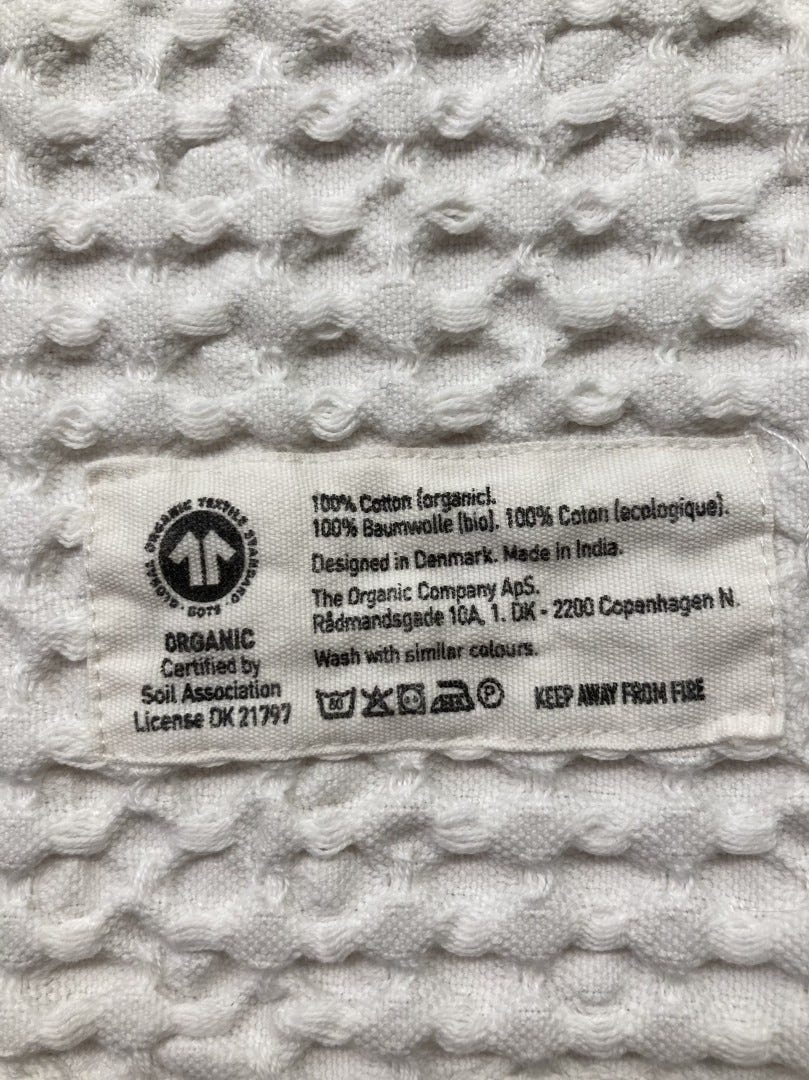 GLOBAL ORGANIC TEXTILE STANDARD · GOTS ·
ORGANIC
Certified by
Soil Association
License DK 21797
100% Cotton (organic).
100% Baumwolle (bio). 100% Coton (ecologique).
Designed in Denmark. Made in India.
The Organic Company ApS.
Rådmandsgade 10A, 1. DK - 2200 Copenhagen N.
Wash with similar colours.
60
P
KEEP AWAY FROM FIRE